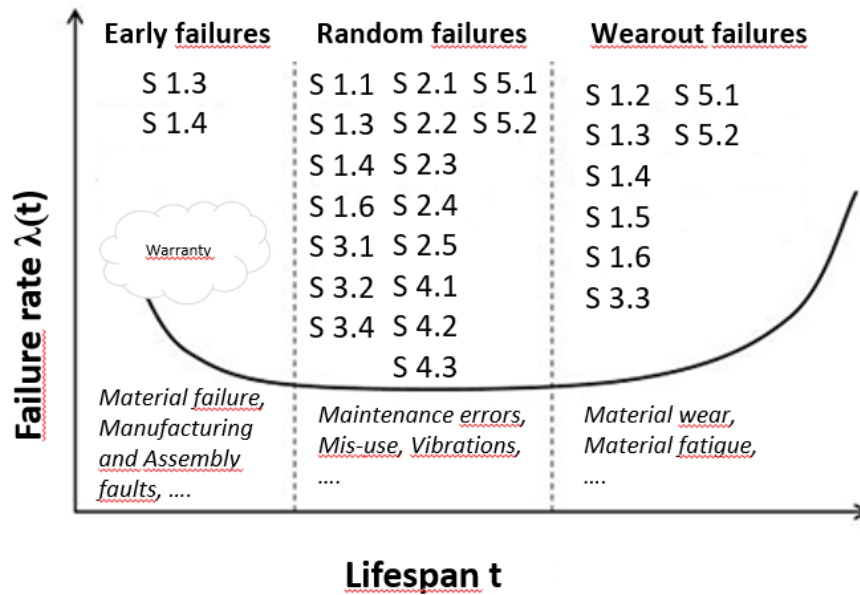 Early failures
Random failures
Wearout failures
S 1.3
S 1.4
S 1.1 S 2.1 S 5.1
S 1.3 S 2.2 S 5.2
S 1.4 S 2.3
S 1.6 S 2.4
S 3.1 S 2.5
S 3.2 S 4.1
S 3.4 S 4.2
S 4.3
S 1.2 S 5.1
S 1.3 S 5.2
S 1.4
S 1.5
S 1.6
S 3.3
Warranty
Failure rate λ(t)
Material failure,
Manufacturing
and Assembly
faults, ....
Maintenance errors,
Mis-use, Vibrations,
....
Material wear,
Material fatigue,
....
Lifespan t